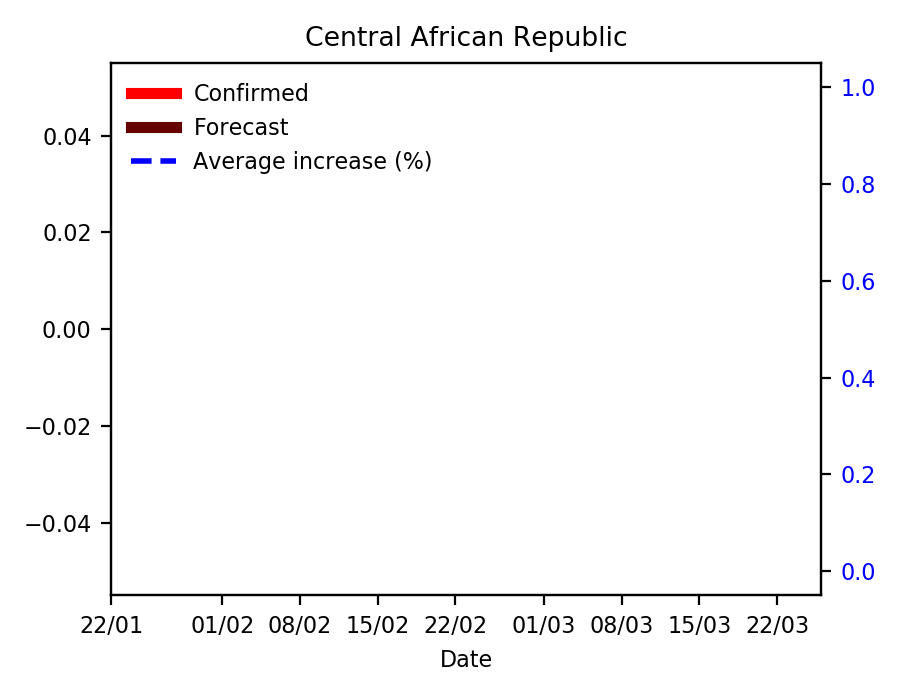 Central African Republic
Confirmed
Forecast
Average increase (%)
0.04
0.02
0.00
−0.02
−0.04
1.0
0.8
0.6
0.4
0.2
0.0
22/01 01/02 08/02 15/02 22/02 01/03 08/03 15/03 22/03
Date